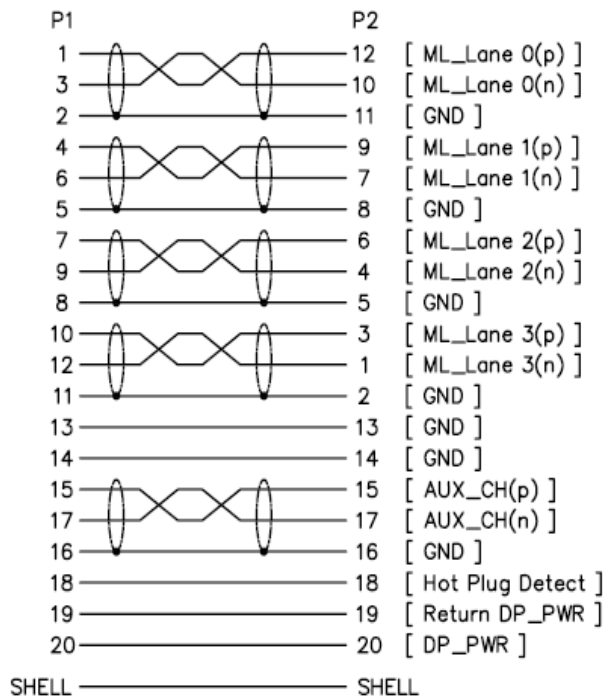 P1 P2
1 12 [ ML_Lane 0(p) ]
3 10 [ ML_Lane 0(n) ]
2 11 [ GND ]
4 9 [ ML_Lane 1(p) ]
6 7 [ ML_Lane 1(n) ]
5 8 [ GND ]
7 6 [ ML_Lane 2(p) ]
9 4 [ ML_Lane 2(n) ]
8 5 [ GND ]
10 3 [ ML_Lane 3(p) ]
12 1 [ ML_Lane 3(n) ]
11 2 [ GND ]
13 13 [ GND ]
14 14 [ GND ]
15 15 [ AUX_CH(p) ]
17 17 [ AUX_CH(n) ]
16 16 [ GND ]
18 18 [ Hot Plug Detect ]
19 19 [ Return DP_PWR ]
20 20 [ DP_PWR ]
SHELL SHELL